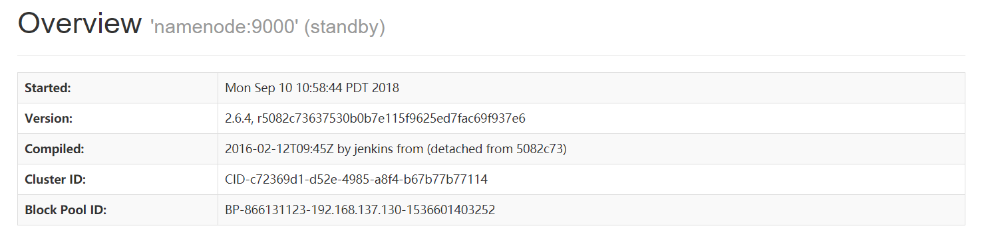 Overview 'namenode:9000' (standby)
Started: Mon Sep 10 10:58:44 PDT 2018
Version: 2.6.4, r5082c73637530b0b7e115f9625ed7fac69f937e6
Compiled: 2016-02-12T09:45Z by jenkins from (detached from 5082c73)
Cluster ID: CID-c72369d1-d52e-4985-a8f4-b67b77b77114
Block Pool ID: BP-866131123-192.168.137.130-1536601403252